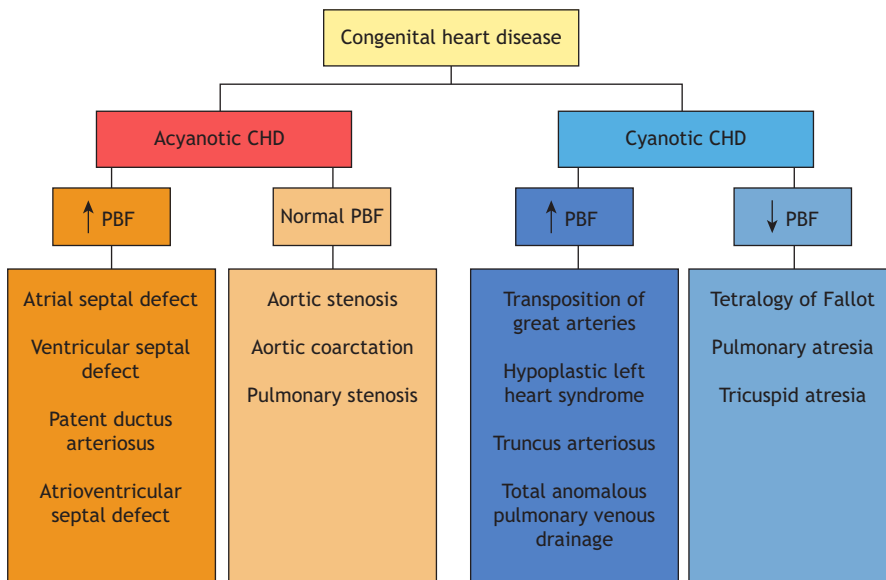 Congenital heart disease
Acyanotic CHD
Cyanotic CHD
↑ PBF
Normal PBF
↑ PBF
↓ PBF
Atrial septal defect
Ventricular septal
defect
Patent ductus
arteriosus
Atrioventricular
septal defect
Aortic stenosis
Aortic coarctation
Pulmonary stenosis
Transposition of
great arteries
Hypoplastic left
heart syndrome
Truncus arteriosus
Total anomalous
pulmonary venous
drainage
Tetralogy of Fallot
Pulmonary atresia
Tricuspid atresia